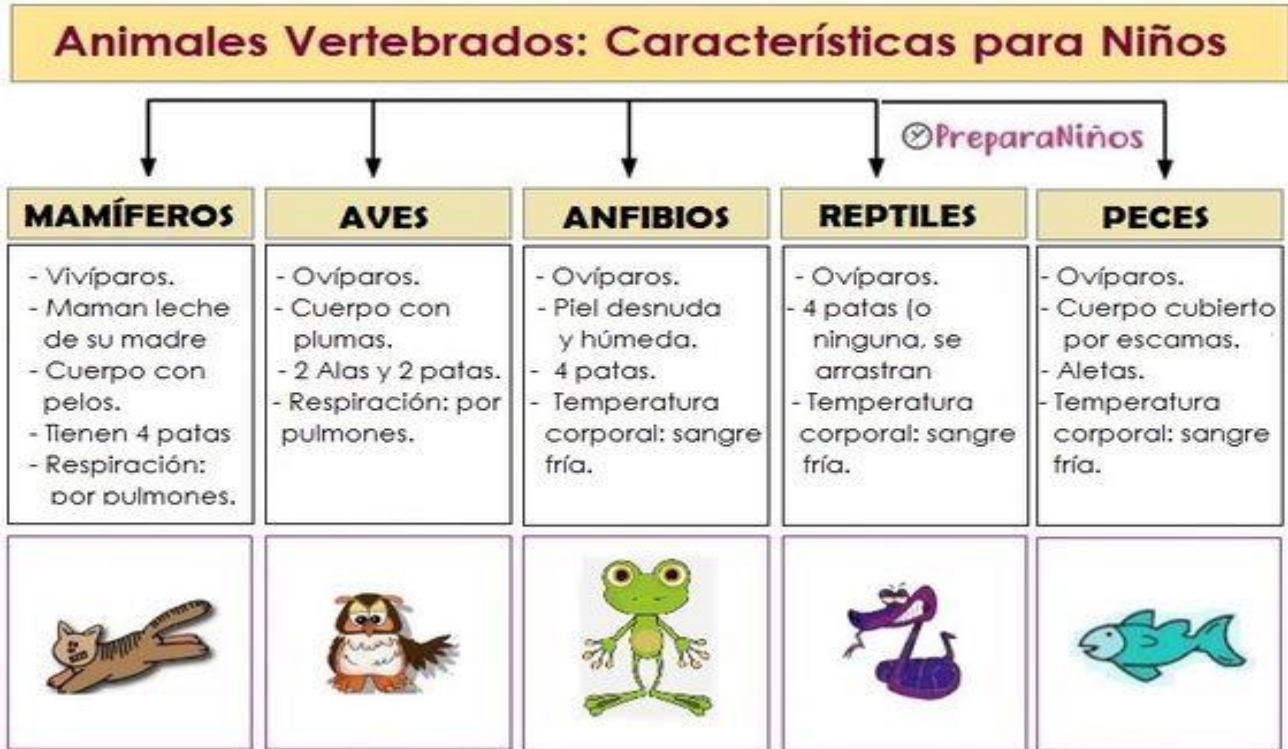 Animales Vertebrados: Características para Niños
PreparaNiños
MAMÍFEROS
- Vivíparos.
- Maman leche
de su madre
- Cuerpo con
pelos.
- Tienen 4 patas
- Respiración:
por pulmones.
AVES
- Ovíparos.
- Cuerpo con
plumas.
- 2 Alas y 2 patas.
- Respiración: por
pulmones.
ANFIBIOS
- Ovíparos.
- Piel desnuda
y húmeda.
- 4 patas.
- Temperatura
corporal: sangre
fría.
REPTILES
- Ovíparos.
- 4 patas (o
ninguna, se
arrastran
- Temperatura
corporal: sangre
fría.
PECES
- Ovíparos.
- Cuerpo cubierto
por escamas.
- Aletas.
- Temperatura
corporal: sangre
fría.